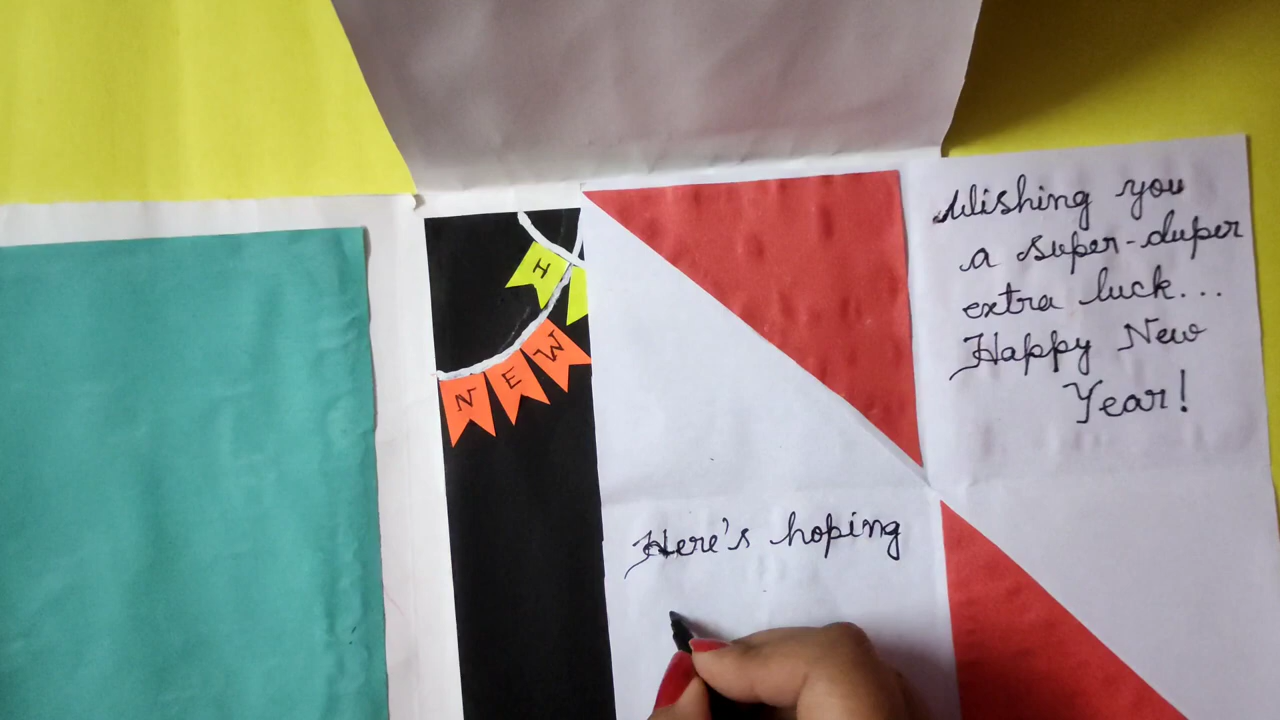 I
NEW
Here's hoping
Wishing you
a super-duper
extra luck...
Happy New
Year!